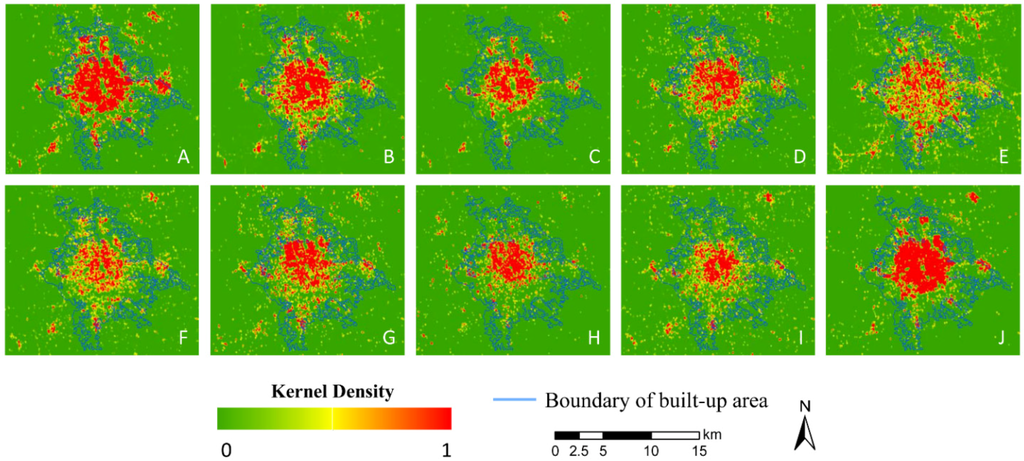 A B C D E
F G H I J
Kernel Density
0 1
Boundary of built-up area
N
km
0 2.5 5 10 15